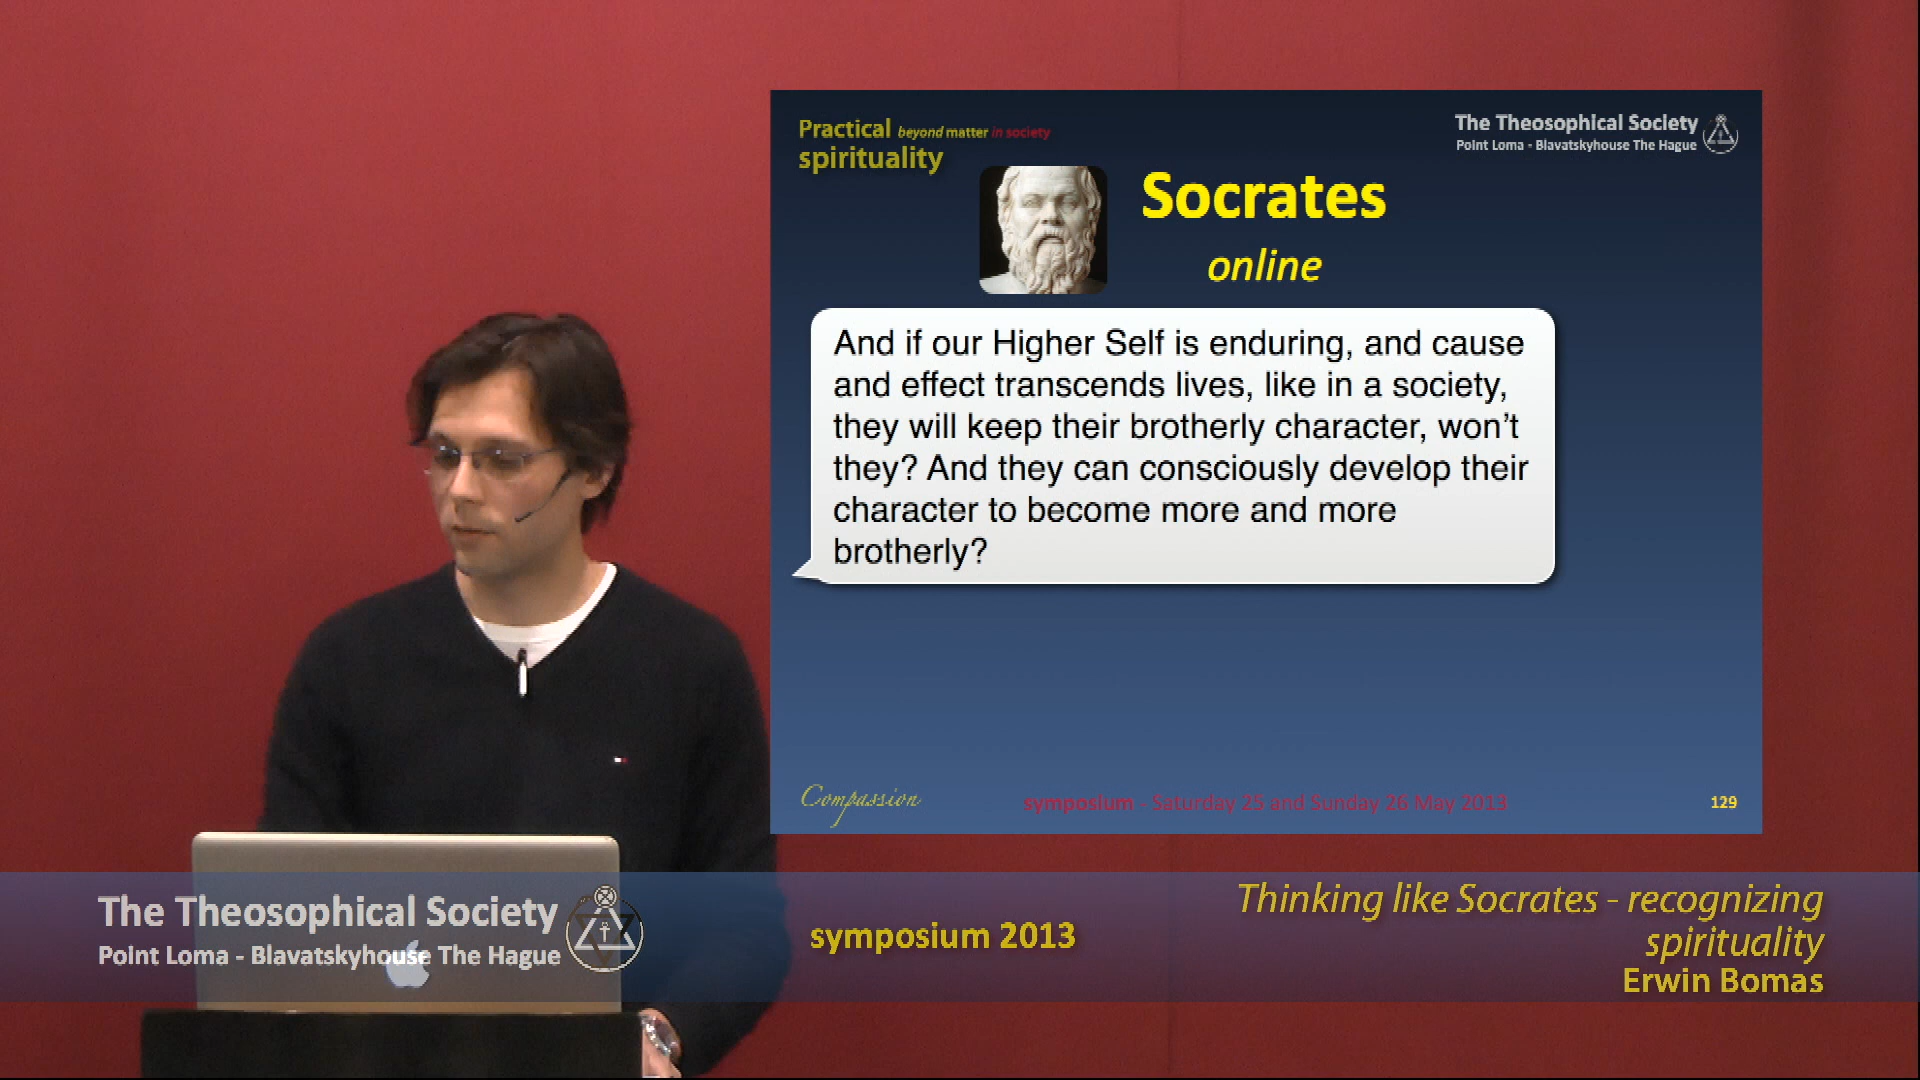 Practical beyond matter in society
spirituality
The Theosophical Society
Point Loma - Blavatskyhouse The Hague
Socrates
online
And if our Higher Self is enduring, and cause
and effect transcends lives, like in a society,
they will keep their brotherly character, won't
they? And they can consciously develop their
character to become more and more
brotherly?
Compassion
symposium - Saturday 25 and Sunday 26 May 2013
129
The Theosophical Society
Point Loma - Blavatskyhouse The Hague
symposium 2013
Thinking like Socrates - recognizing
spirituality
Erwin Bomas